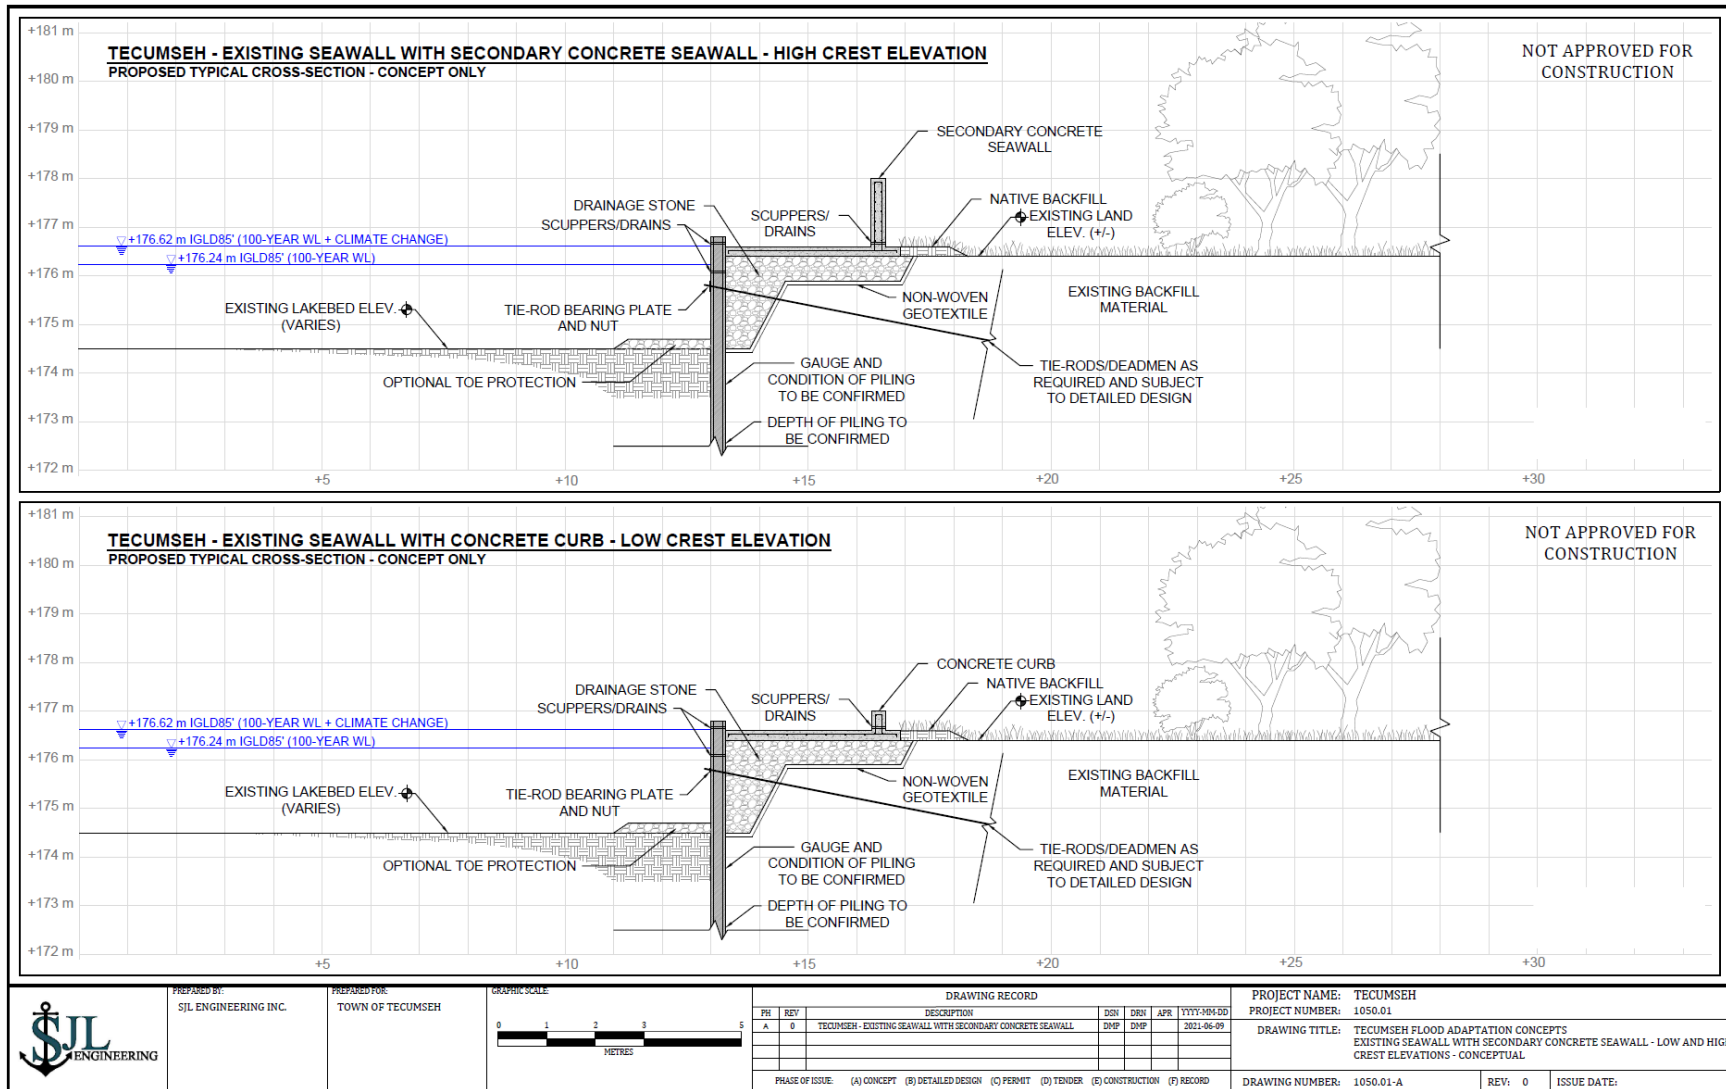 +181 m
TECUMSEH - EXISTING SEAWALL WITH SECONDARY CONCRETE SEAWALL - HIGH CREST ELEVATION
PROPOSED TYPICAL CROSS-SECTION - CONCEPT ONLY
NOT APPROVED FOR
CONSTRUCTION
+180 m
+179 m
+178 m
+177 m
+176 m
+175 m
+174 m
+173 m
+172 m
SECONDARY CONCRETE
SEAWALL
DRAINAGE STONE
SCUPPERS/DRAINS
SCUPPERS/
DRAINS
NATIVE BACKFILL
EXISTING LAND
ELEV. (+/-)
+176.62 m IGLD85' (100-YEAR WL + CLIMATE CHANGE)
+176.24 m IGLD85' (100-YEAR WL)
EXISTING LAKEBED ELEV.
(VARIES)
TIE-ROD BEARING PLATE
AND NUT
NON-WOVEN
GEOTEXTILE
EXISTING BACKFILL
MATERIAL
OPTIONAL TOE PROTECTION
GAUGE AND
CONDITION OF PILING
TO BE CONFIRMED
TIE-RODS/DEADMEN AS
REQUIRED AND SUBJECT
TO DETAILED DESIGN
DEPTH OF PILING TO
BE CONFIRMED
+5
+10
+15
+20
+25
+30
+181 m
TECUMSEH - EXISTING SEAWALL WITH CONCRETE CURB - LOW CREST ELEVATION
PROPOSED TYPICAL CROSS-SECTION - CONCEPT ONLY
NOT APPROVED FOR
CONSTRUCTION
+180 m
+179 m
+178 m
+177 m
+176 m
+175 m
+174 m
+173 m
+172 m
CONCRETE CURB
DRAINAGE STONE
SCUPPERS/DRAINS
SCUPPERS/
DRAINS
NATIVE BACKFILL
EXISTING LAND
ELEV. (+/-)
+176.62 m IGLD85' (100-YEAR WL + CLIMATE CHANGE)
+176.24 m IGLD85' (100-YEAR WL)
EXISTING LAKEBED ELEV.
(VARIES)
TIE-ROD BEARING PLATE
AND NUT
NON-WOVEN
GEOTEXTILE
EXISTING BACKFILL
MATERIAL
OPTIONAL TOE PROTECTION
GAUGE AND
CONDITION OF PILING
TO BE CONFIRMED
TIE-RODS/DEADMEN AS
REQUIRED AND SUBJECT
TO DETAILED DESIGN
DEPTH OF PILING TO
BE CONFIRMED
+5
+10
+15
+20
+25
+30
SJL
ENGINEERING
PREPARED BY:
SJL ENGINEERING INC.
PREPARED FOR:
TOWN OF TECUMSEH
GRAPHIC SCALE:
0 1 2 3 5
METRES
DRAWING RECORD
PH REV DESCRIPTION DSN DRN APR YYYY-MM-DD
A 0 TECUMSEH - EXISTING SEAWALL WITH SECONDARY CONCRETE SEAWALL DMP DMP 2021-06-09
PHASE OF ISSUE: (A) CONCEPT (B) DETAILED DESIGN (C) PERMIT (D) TENDER (E) CONSTRUCTION (F) RECORD
PROJECT NAME: TECUMSEH
PROJECT NUMBER: 1050.01
DRAWING TITLE: TECUMSEH FLOOD ADAPTATION CONCEPTS
EXISTING SEAWALL WITH SECONDARY CONCRETE SEAWALL - LOW AND HIG
CREST ELEVATIONS - CONCEPTUAL
DRAWING NUMBER: 1050.01-A
REV: 0
ISSUE DATE: